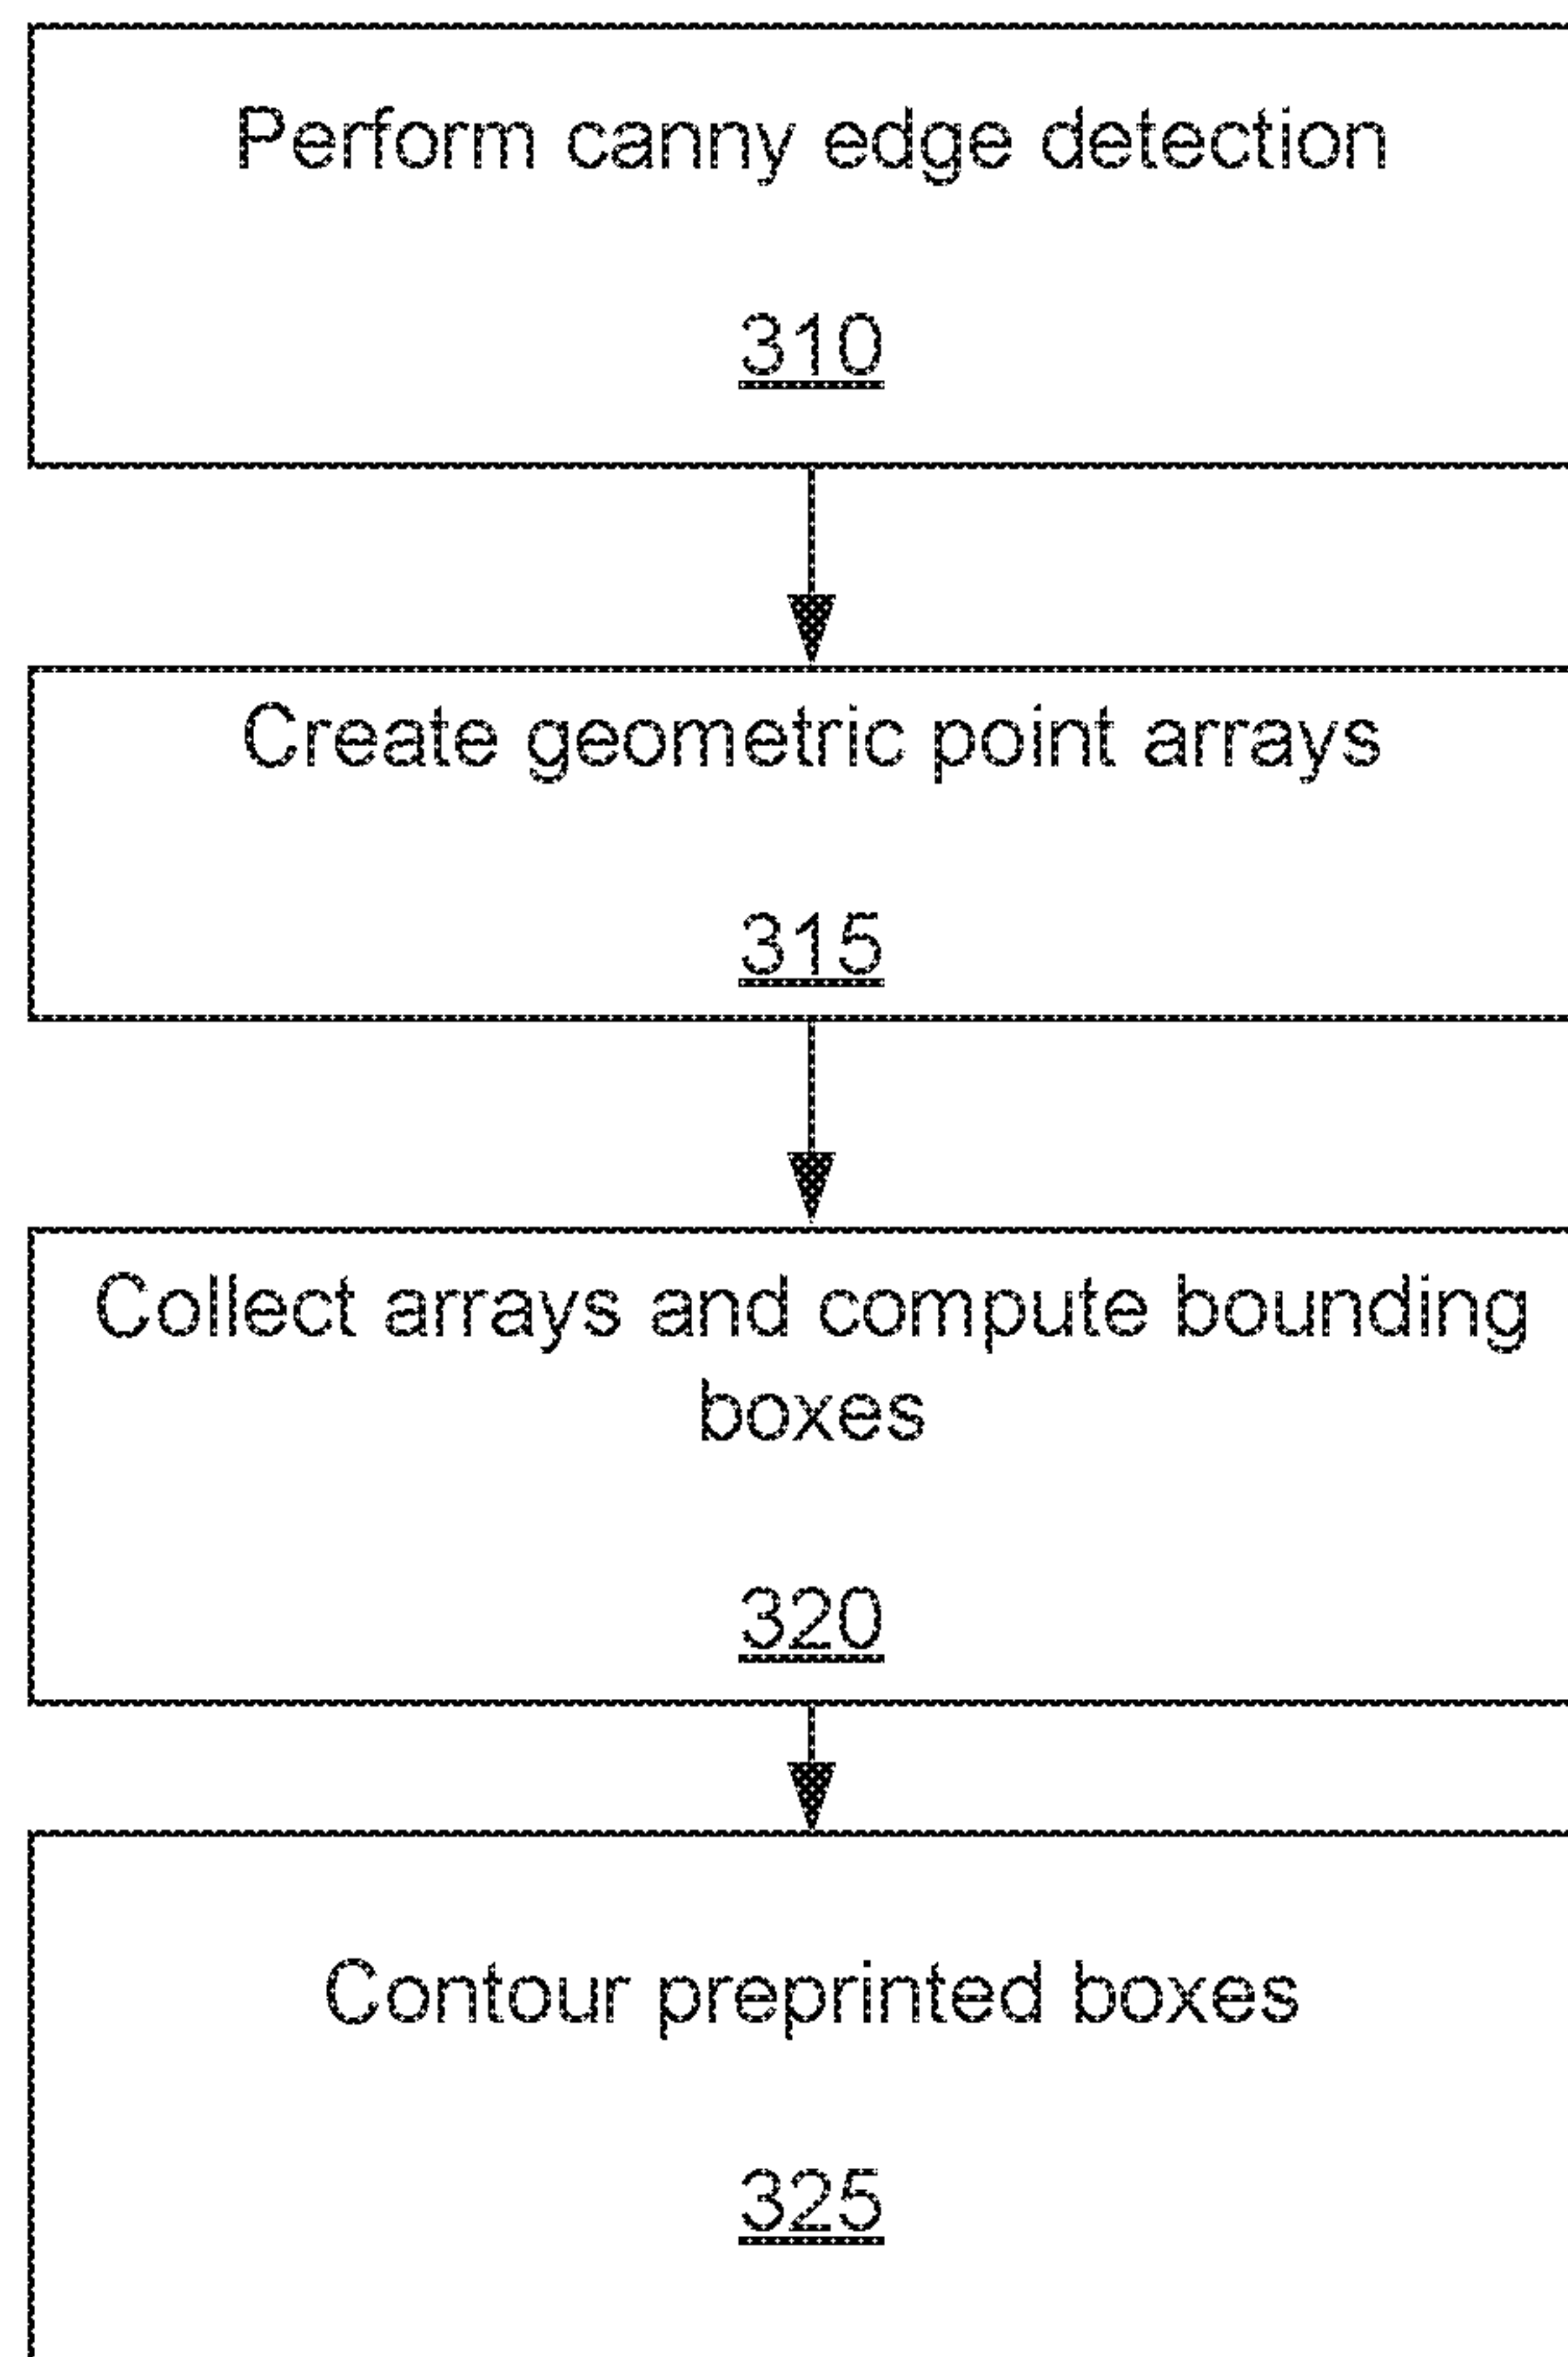 Perform canny edge detection
310
Create geometric point arrays
315
Collect arrays and compute bounding
boxes
320
Contour preprinted boxes
325